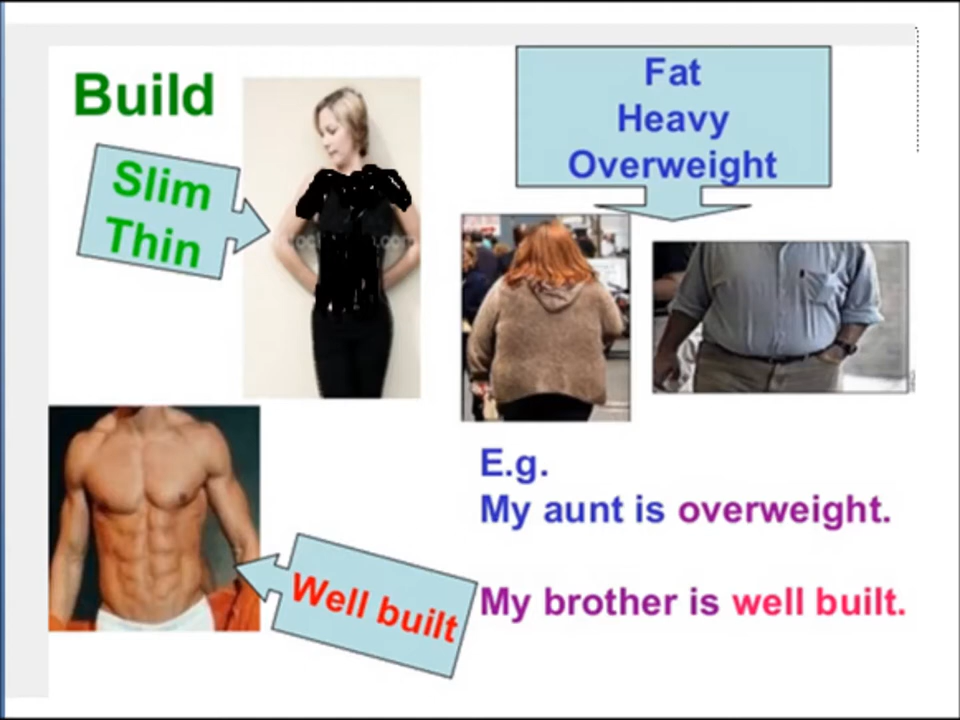 Build
Slim
Thin
Fat
Heavy
Overweight
E.g.
My aunt is overweight.
Well built
My brother is well built.